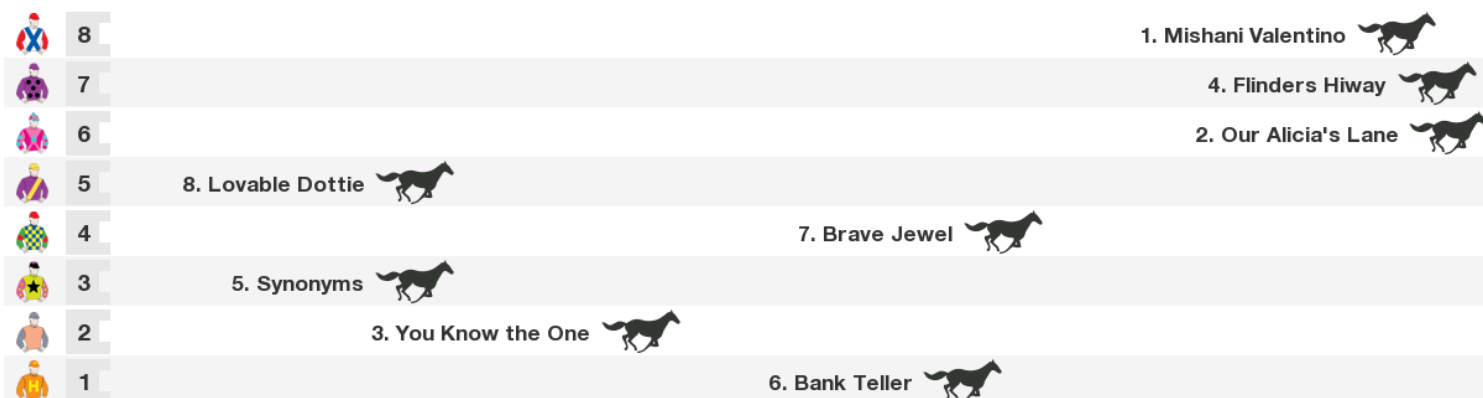 8 1. Mishani Valentino
7 4. Flinders Hiway
6 2. Our Alicia's Lane
5 8. Lovable Dottie
4 7. Brave Jewel
3 5. Synonyms
2 3. You Know the One
H 1 6. Bank Teller